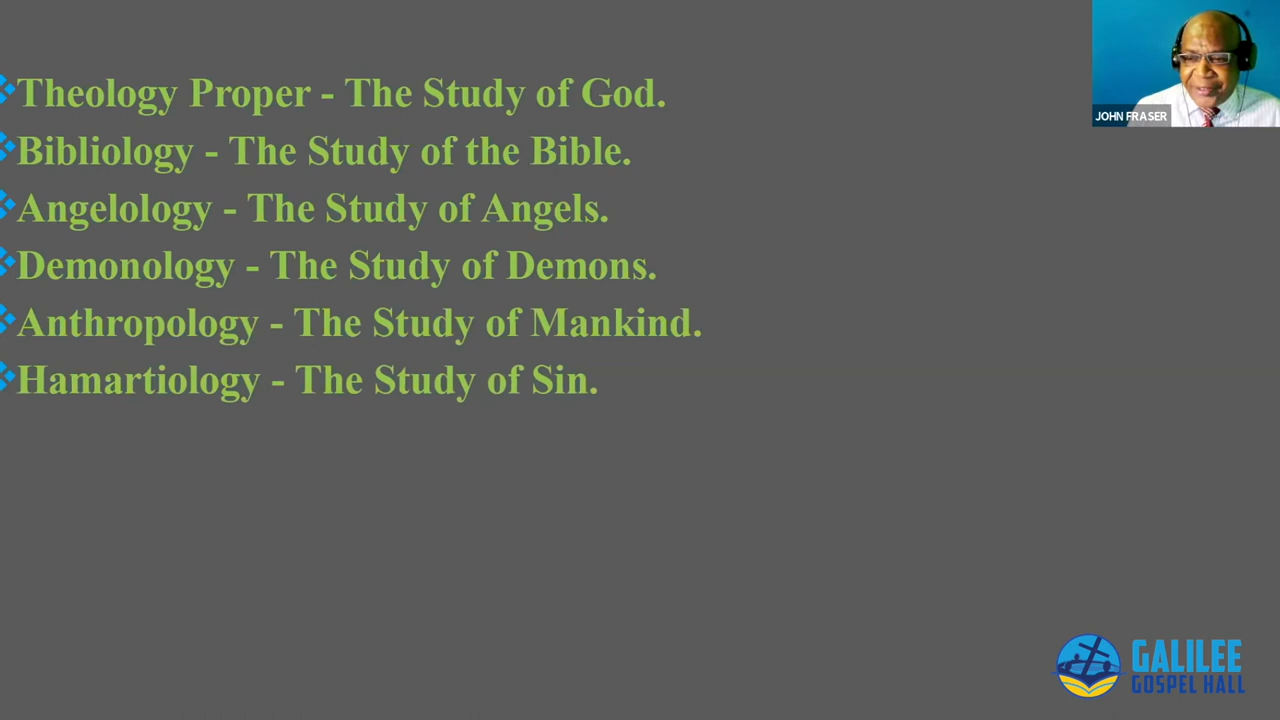 Theology Proper - The Study of God.
Bibliology - The Study of the Bible.
Angelology - The Study of Angels.
Demonology - The Study of Demons.
Anthropology - The Study of Mankind.
Hamartiology - The Study of Sin.
JOHN FRASER
GALILEE
GOSPEL HALL